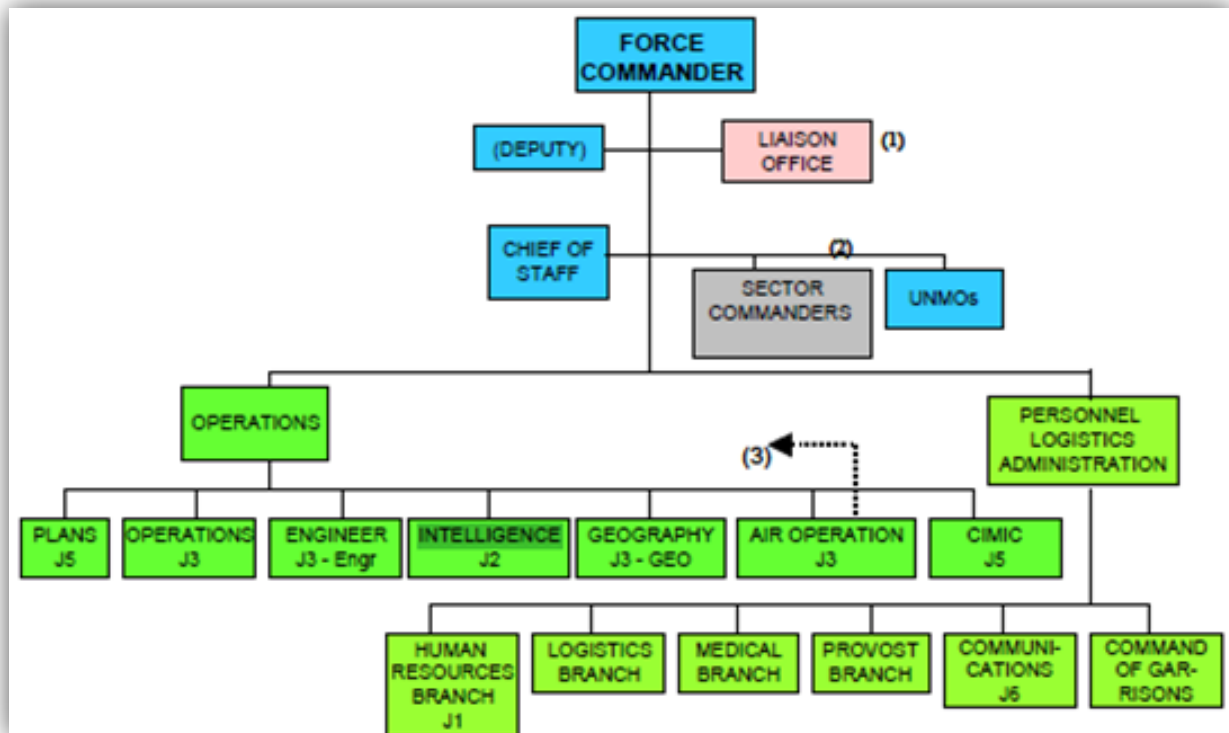 FORCE
COMMANDER
(DEPUTY)
LIAISON
OFFICE
(1)
CHIEF OF
STAFF
(2)
SECTOR
COMMANDERS
UNMOs
OPERATIONS
PERSONNEL
LOGISTICS
ADMINISTRATION
(3)
PLANS
J5
OPERATIONS
J3
ENGINEER
J3 - Engr
INTELLIGENCE
J2
GEOGRAPHY
J3 - GEO
AIR OPERATION
J3
CIMIC
J5
HUMAN
RESOURCES
BRANCH
J1
LOGISTICS
BRANCH
MEDICAL
BRANCH
PROVOST
BRANCH
COMMUNI-
CATIONS
J6
COMMAND
OF GAR-
RISONS